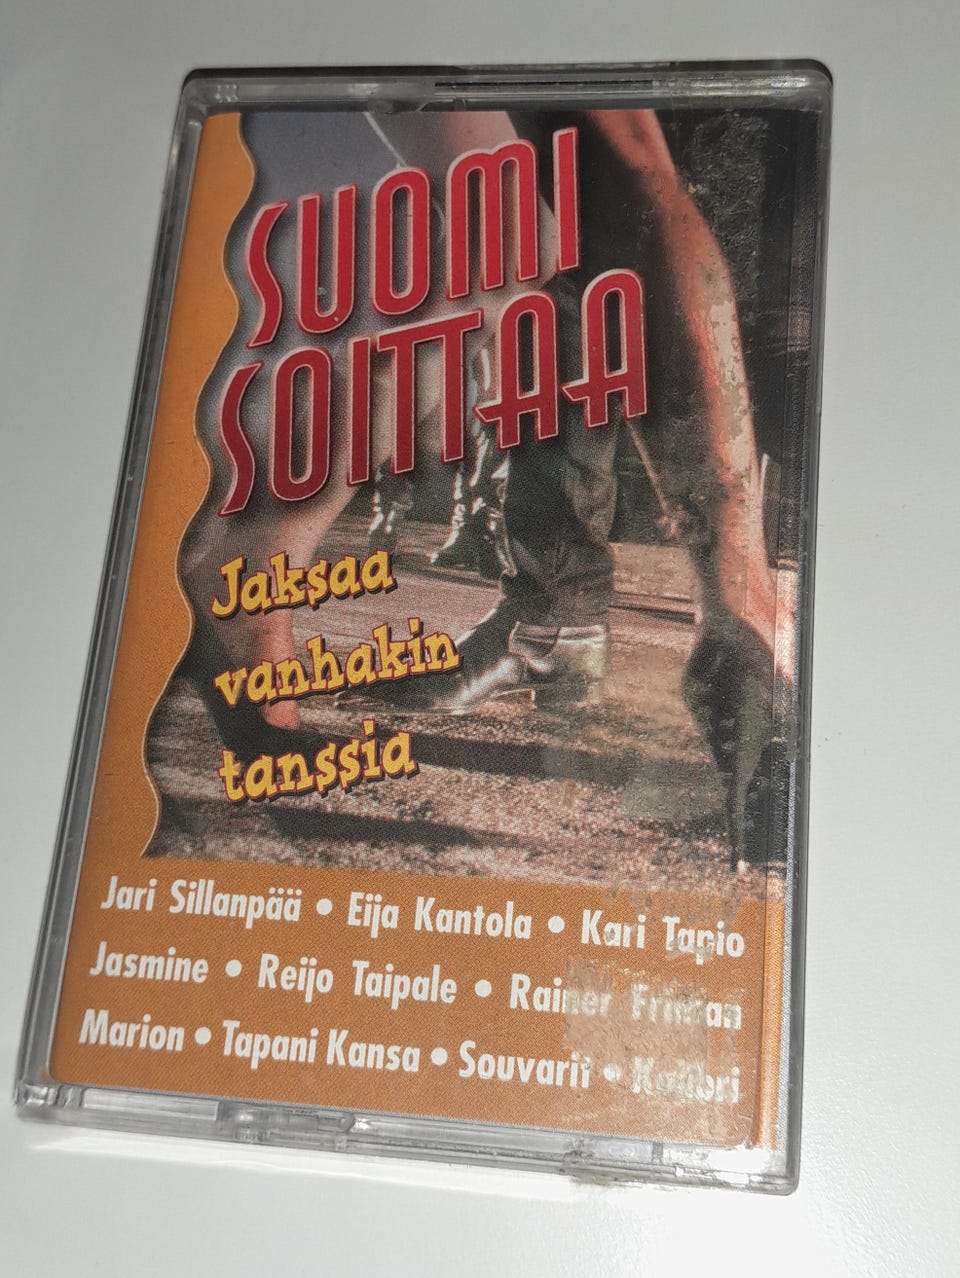 SUOMI
SOITTAA
Jaksaa
vanhakin
tanssia
Jari Sillanpää • Eija Kantola • Kari Tapio
Jasmine • Reijo Taipale • Rainer Friman
Marion • Tapani Kansa • Souvarit •